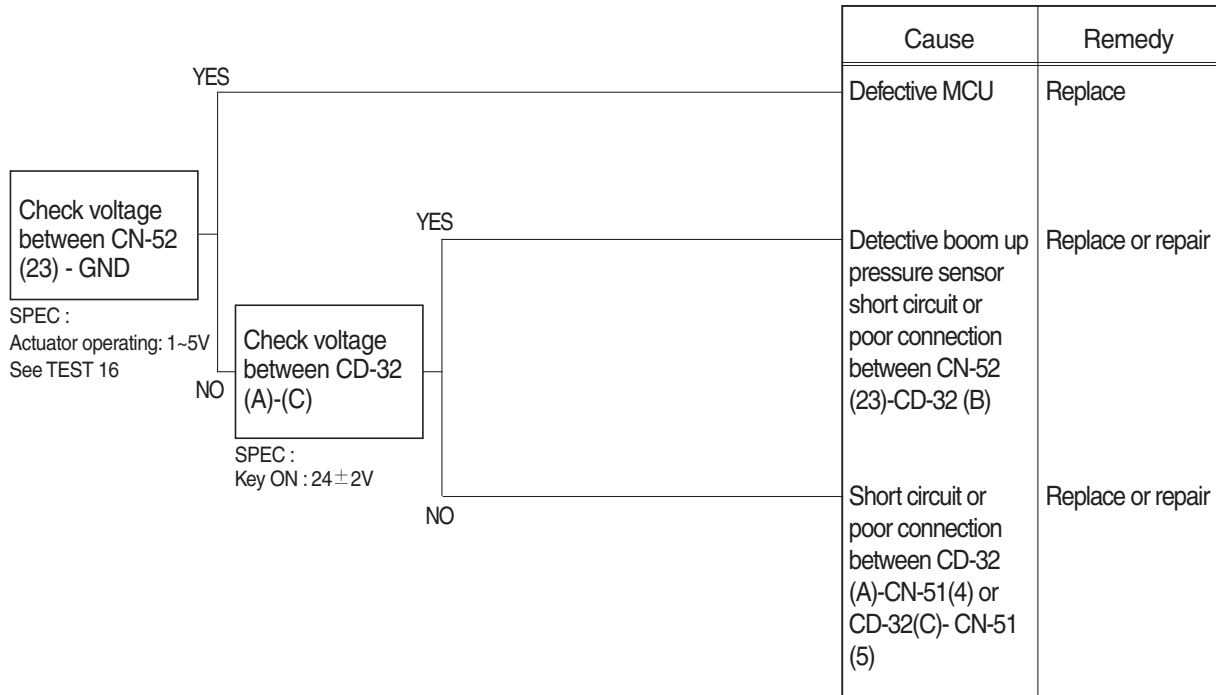 Cause
Remedy
YES
Defective MCU
Replace
Check voltage
between CN-52
(23) - GND
SPEC :
Actuator operating: 1~5V
See TEST 16
NO
YES
Detective boom up
pressure sensor
short circuit or
poor connection
between CN-52
(23)-CD-32 (B)
Replace or repair
Check voltage
between CD-32
(A)-(C)
SPEC :
Key ON : 24±2V
NO
Short circuit or
poor connection
between CD-32
(A)-CN-51(4) or
CD-32(C)- CN-51
(5)
Replace or repair